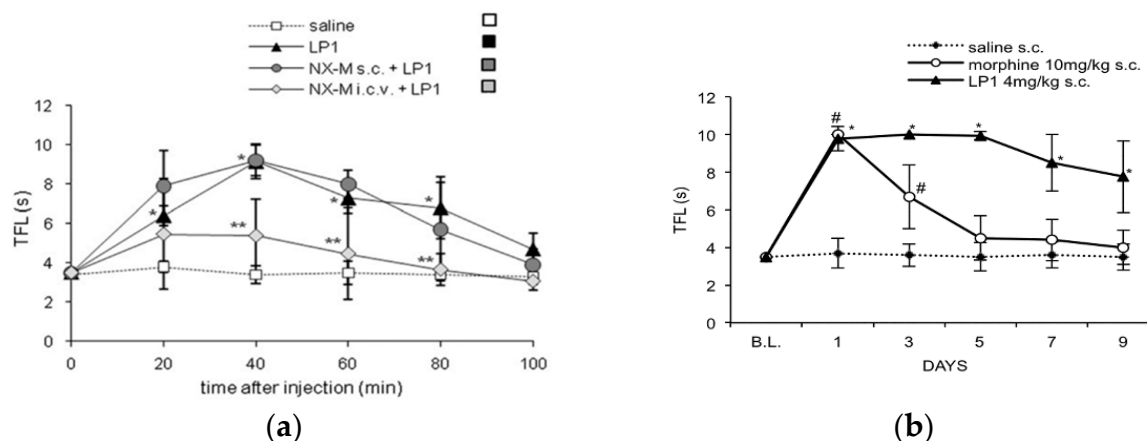 saline
LP1
NX-M s.c. + LP1
NX-M i.c.v. + LP1
12
10
8
6
4
2
0
TFL (s)
*
*
*
*
**
**
**
0 20 40 60 80 100
time after injection (min)
(a)
saline s.c.
morphine 10mg/kg s.c.
LP1 4mg/kg s.c.
12
10
8
6
4
2
0
TFL (s)
#
*
*
*
#
*
*
B.L. 1 3 5 7 9
DAYS
(b)